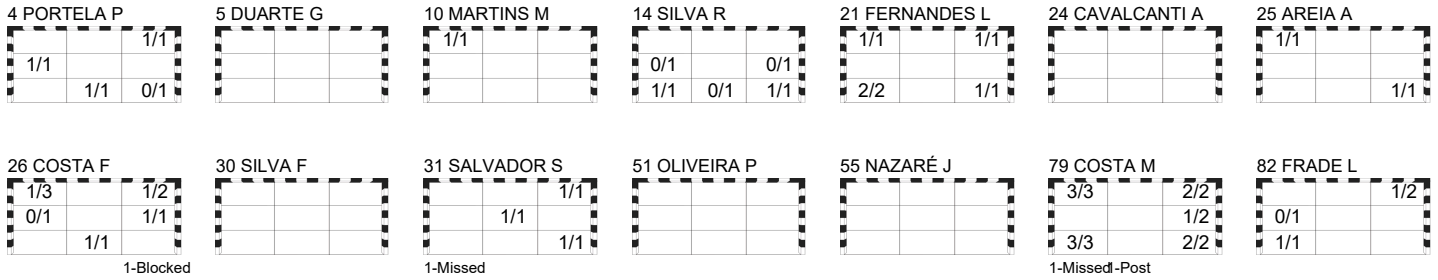 4 PORTELA P 5 DUARTE G 10 MARTINS M 14 SILVA R 21 FERNANDES L 24 CAVALCANTI A 25 AREIA A
1/1 1/1 1/1 1/1 1/1
1/1 0/1 0/1
1/1 0/1 1/1 0/1 1/1 2/2 1/1 1/1
26 COSTA F 30 SILVA F 31 SALVADOR S 51 OLIVEIRA P 55 NAZARÉ J 79 COSTA M 82 FRADE L
1/3 1/2 1/1 3/3 2/2 1/2
0/1 1/1 1/1 1/2 0/1
1/1 1/1 3/3 2/2 1/1
1-Blocked 1-Missed 1-Missed 1-Post